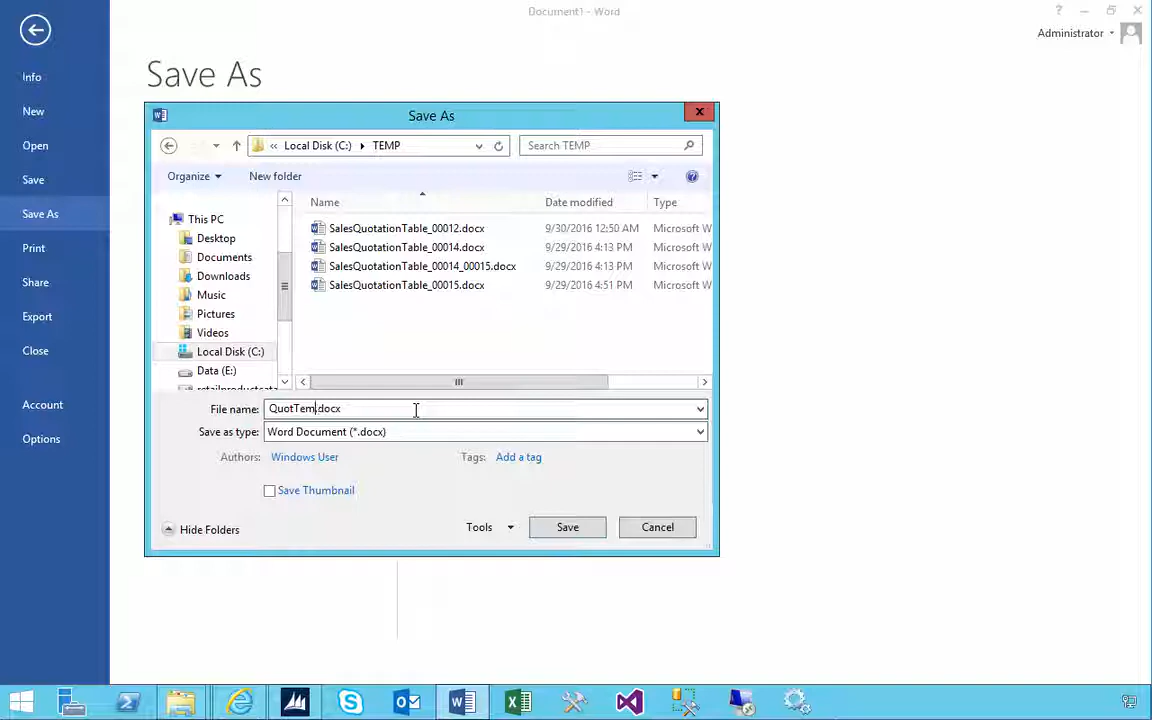 Document1 - Word
?
Administrator
Info
New
Open
Save
Save As
Print
Share
Export
Close
Account
Options
Save As
Save As
« Local Disk (C:) TEMP
Search TEMP
Organize
New folder
Name Date modified Type
This PC
Desktop
Documents
Downloads
Music
Pictures
Videos
Local Disk (C:)
Data (E:)
SalesQuotationTable_00012.docx 9/30/2016 12:50 AM Microsoft W
SalesQuotationTable_00014.docx 9/29/2016 4:13 PM Microsoft W
SalesQuotationTable_00014_00015.docx 9/29/2016 4:13 PM Microsoft W
SalesQuotationTable_00015.docx 9/29/2016 4:51 PM Microsoft W
File name: QuotTem.docx
Save as type: Word Document (*.docx)
Authors: Windows User Tags: Add a tag
Save Thumbnail
Hide Folders
Tools Save Cancel